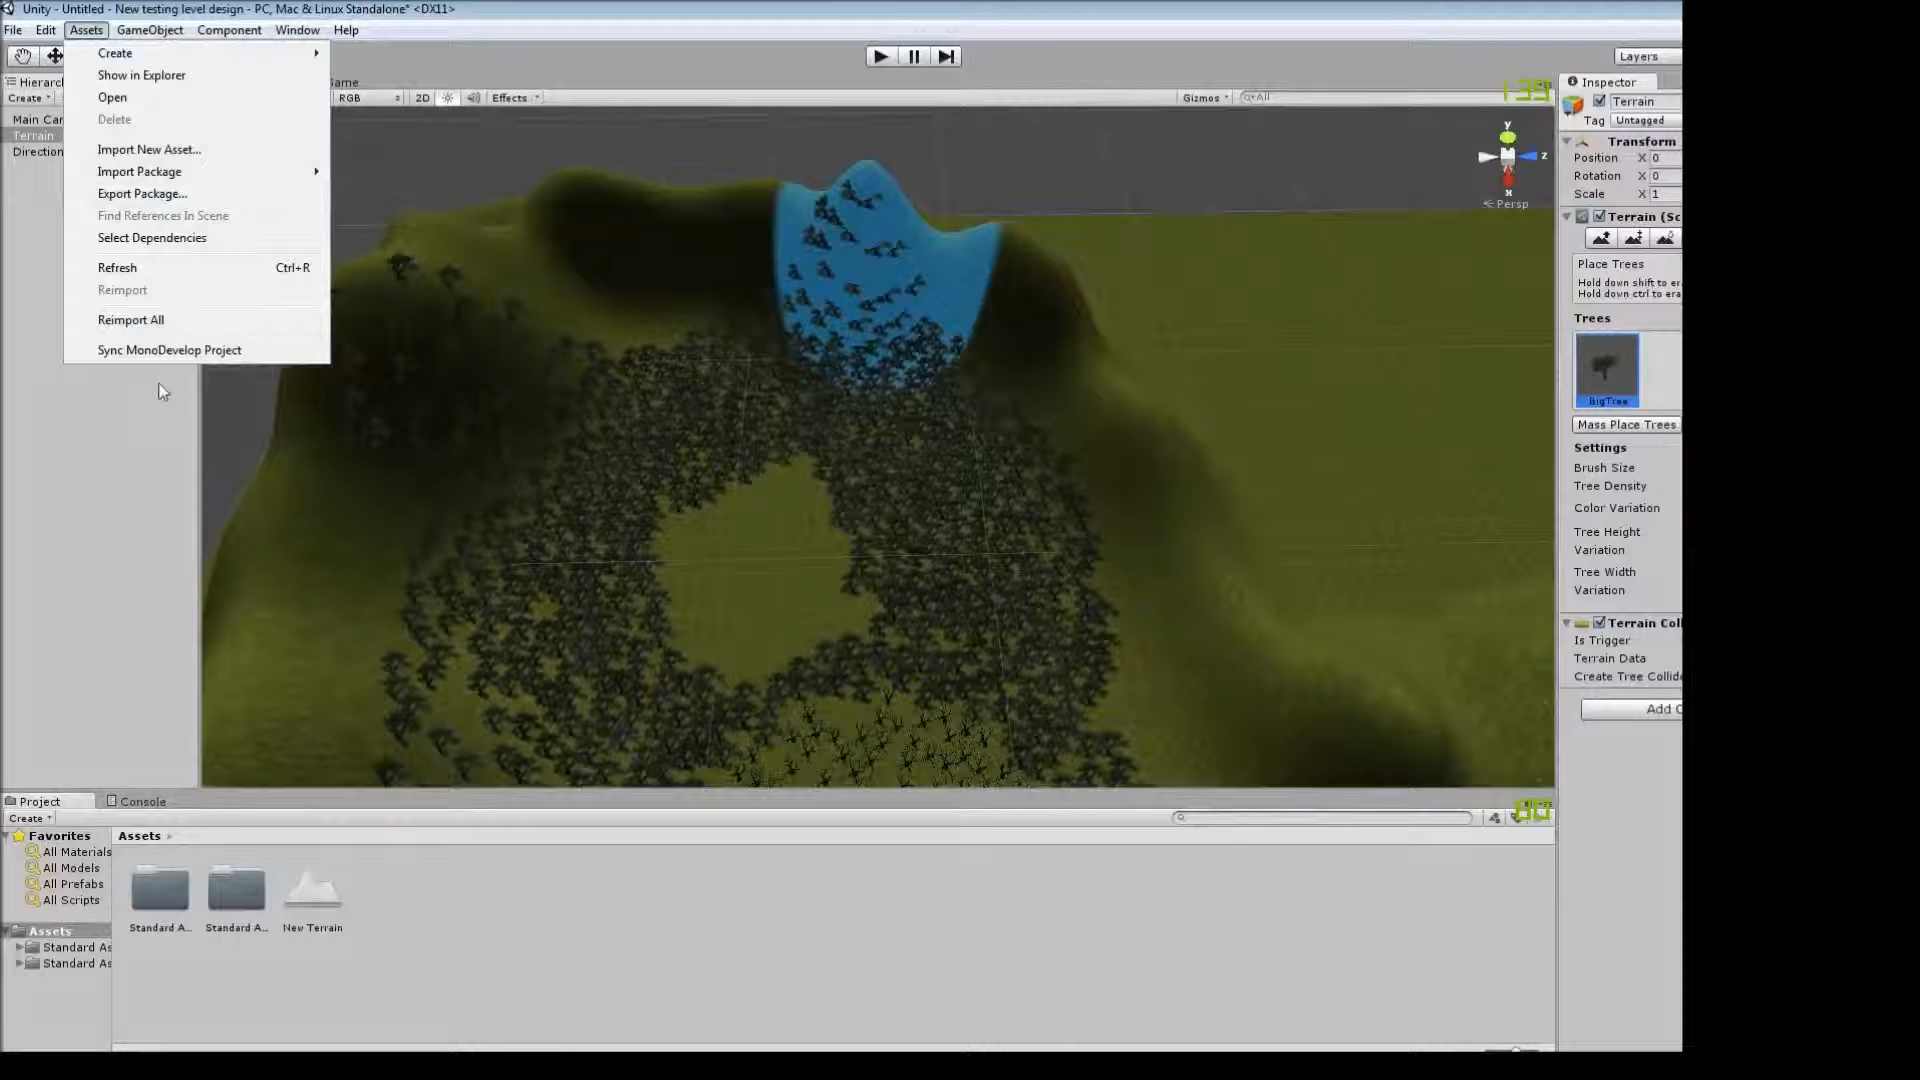 Unity - Untitled - New testing level design - PC, Mac & Linux Standalone* <DX11>
File Edit Assets GameObject Component Window Help
Create
Show in Explorer
Open
Delete
Import New Asset...
Import Package
Export Package...
Find References In Scene
Select Dependencies
Refresh Ctrl+R
Reimport
Reimport All
Sync MonoDevelop Project
Layers
Hierarc
Create
Main Car
Terrain
Direction
ame
RGB 2D Effects Gizmos All
139
y
z
x
Persp
Inspector
Terrain
Tag Untagged
Transform
Position X 0
Rotation X 0
Scale X 1
Terrain (Sc
Place Trees
Hold down shift to era
Hold down ctrl to era
Trees
BigTree
Mass Place Trees
Settings
Brush Size
Tree Density
Color Variation
Tree Height
Variation
Tree Width
Variation
Terrain Coll
Is Trigger
Terrain Data
Create Tree Collide
Add C
Project Console
Create
80
Favorites
All Materials
All Models
All Prefabs
All Scripts
Assets
Standard As
Standard As
Assets
Standard A...
Standard A...
New Terrain